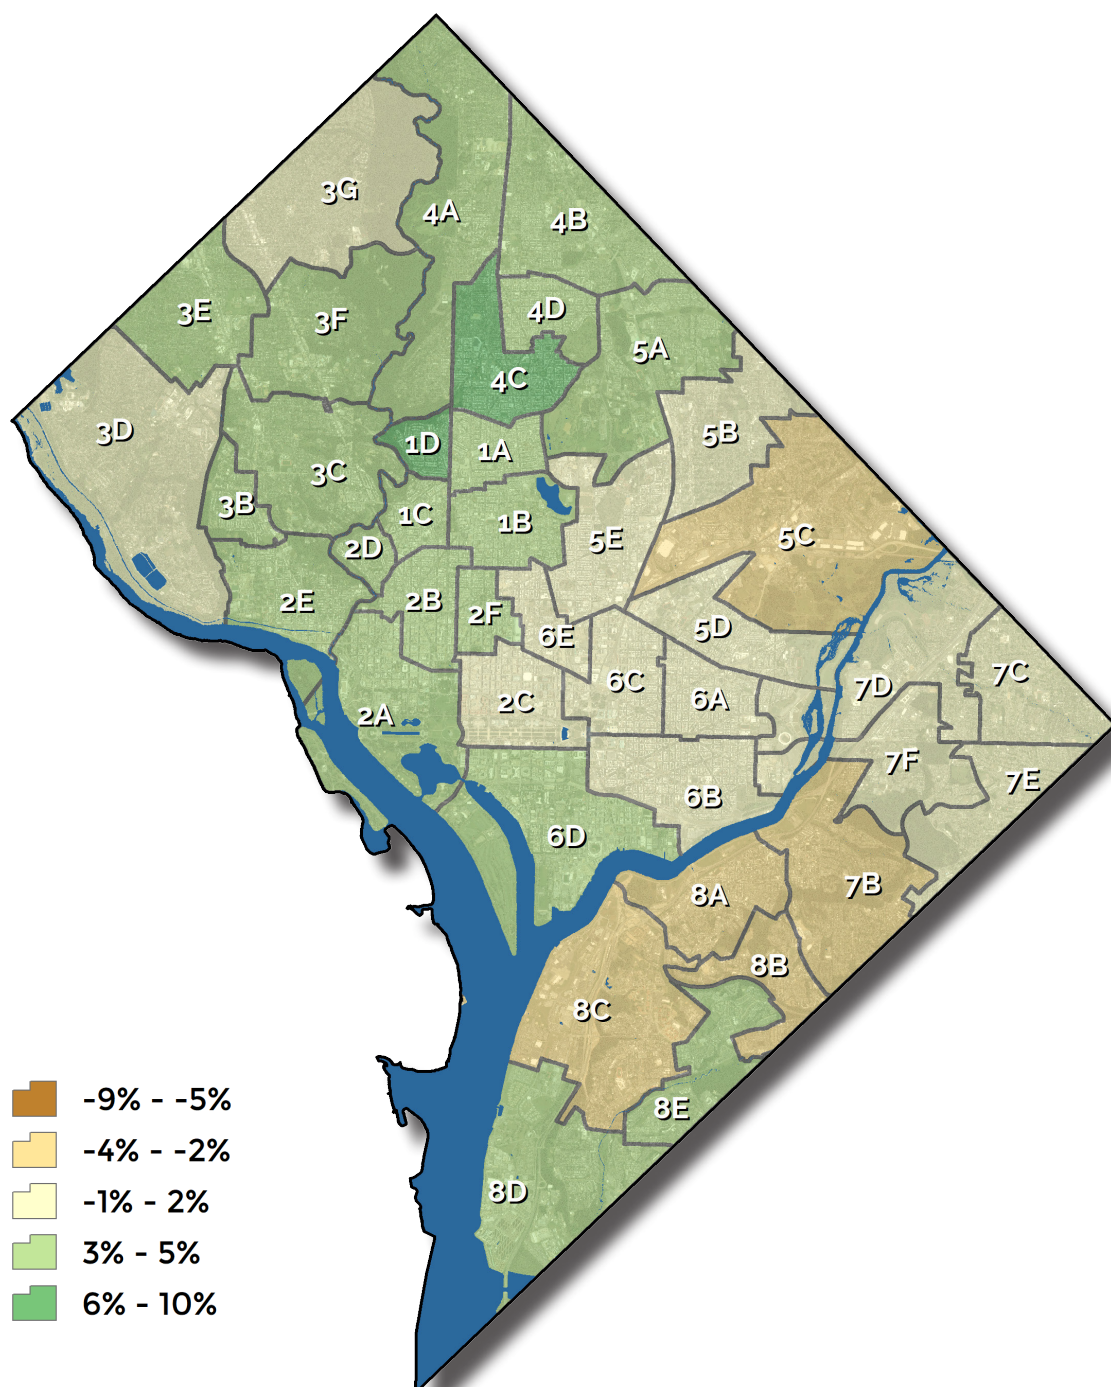 3G
4A
4B
3E
3F
4D
5A
4C
3D
5B
1D
1A
3C
3B
1C
1B
5E
5C
2D
2E
2B
2F
6E
5D
6C
7C
7D
2C
6A
2A
7F
7E
6B
6D
7B
8A
8B
8C
8E
8D
-9% - -5%
-4% - -2%
-1% - 2%
3% - 5%
6% - 10%